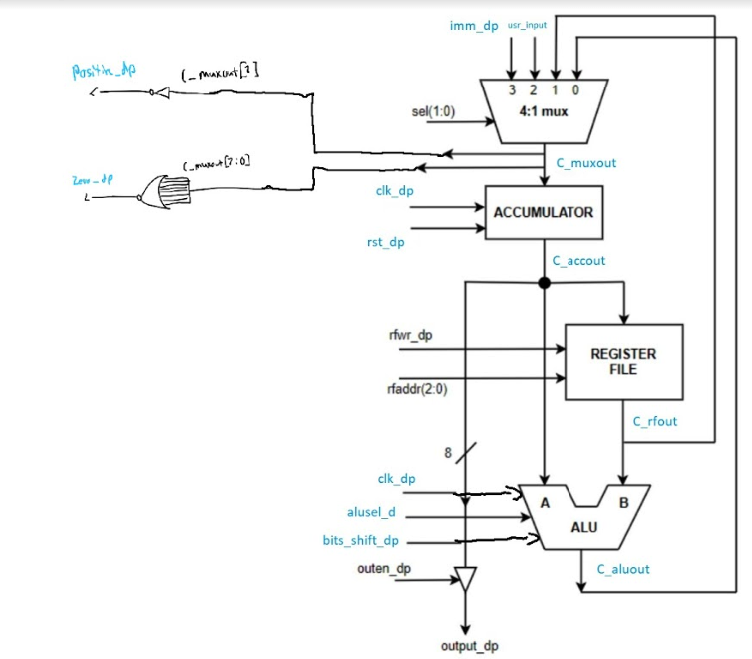 imm_dp usr_input
Positiv_dp
C_muxout[7]
3 2 1 0
4:1 mux
sel(1:0)
C_muxout[7:0]
C_muxout
Zero_dp
clk_dp
ACCUMULATOR
rst_dp
C_accout
rfwr_dp
REGISTER
FILE
rfaddr(2:0)
C_rfout
8
clk_dp
A B
alusel_d
ALU
bits_shift_dp
outen_dp
C_aluout
output_dp